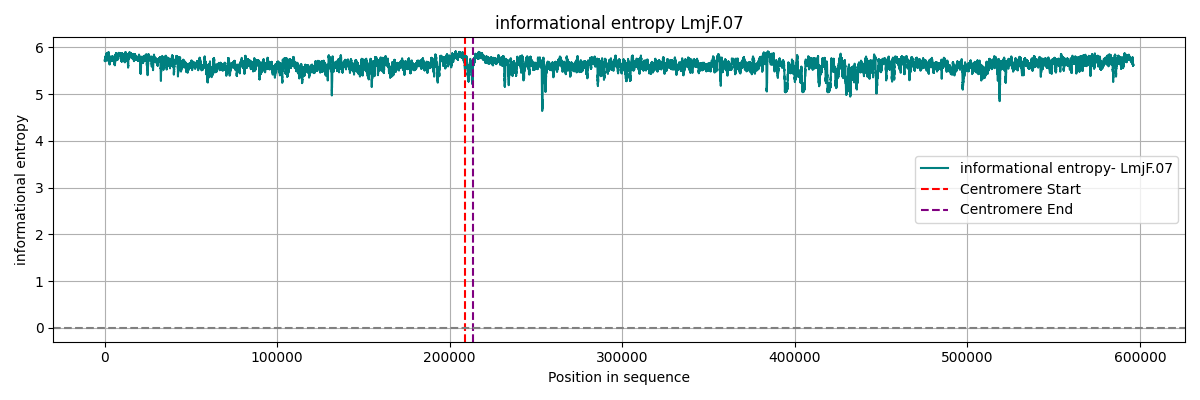 informational entropy LmjF.07
informational entropy
6
5
4
3
2
1
0
informational entropy- LmjF.07
Centromere Start
Centromere End
0 100000 200000 300000 400000 500000 600000
Position in sequence